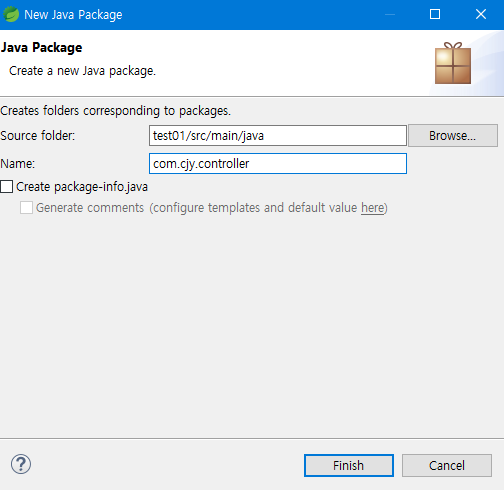 New Java Package
Java Package
Create a new Java package.
Creates folders corresponding to packages.
Source folder: test01/src/main/java Browse...
Name: com.cjy.controller
Create package-info.java
Generate comments (configure templates and default value here)
? Finish Cancel